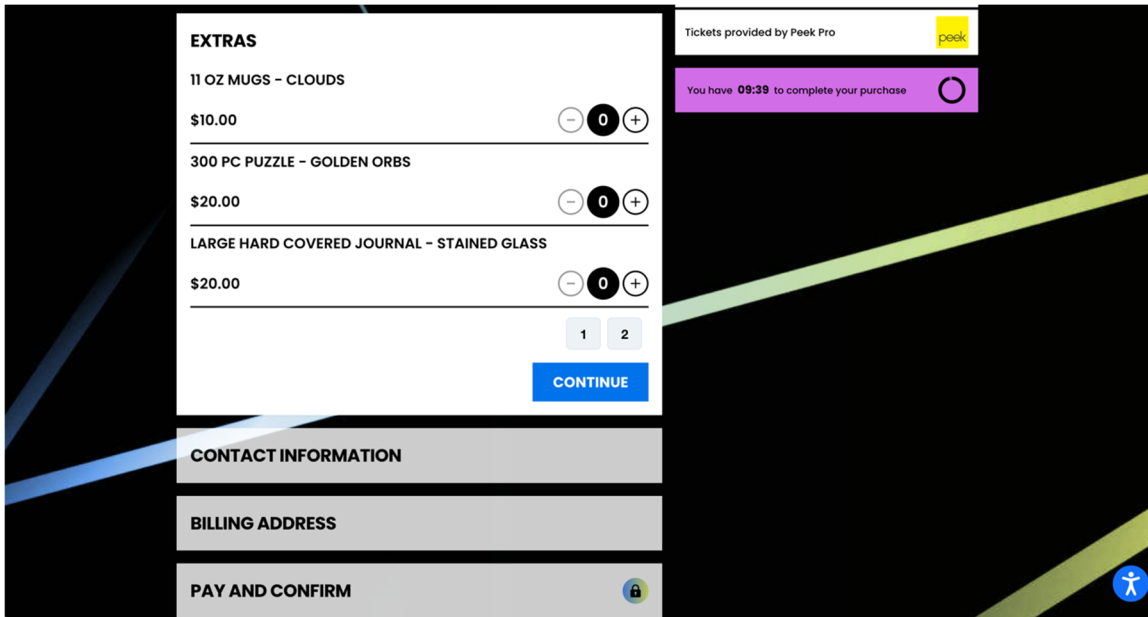 EXTRAS
11 OZ MUGS - CLOUDS
$10.00
0
300 PC PUZZLE - GOLDEN ORBS
$20.00
0
LARGE HARD COVERED JOURNAL - STAINED GLASS
$20.00
0
1 2
CONTINUE
CONTACT INFORMATION
BILLING ADDRESS
PAY AND CONFIRM
Tickets provided by Peek Pro
peek
You have 09:39 to complete your purchase